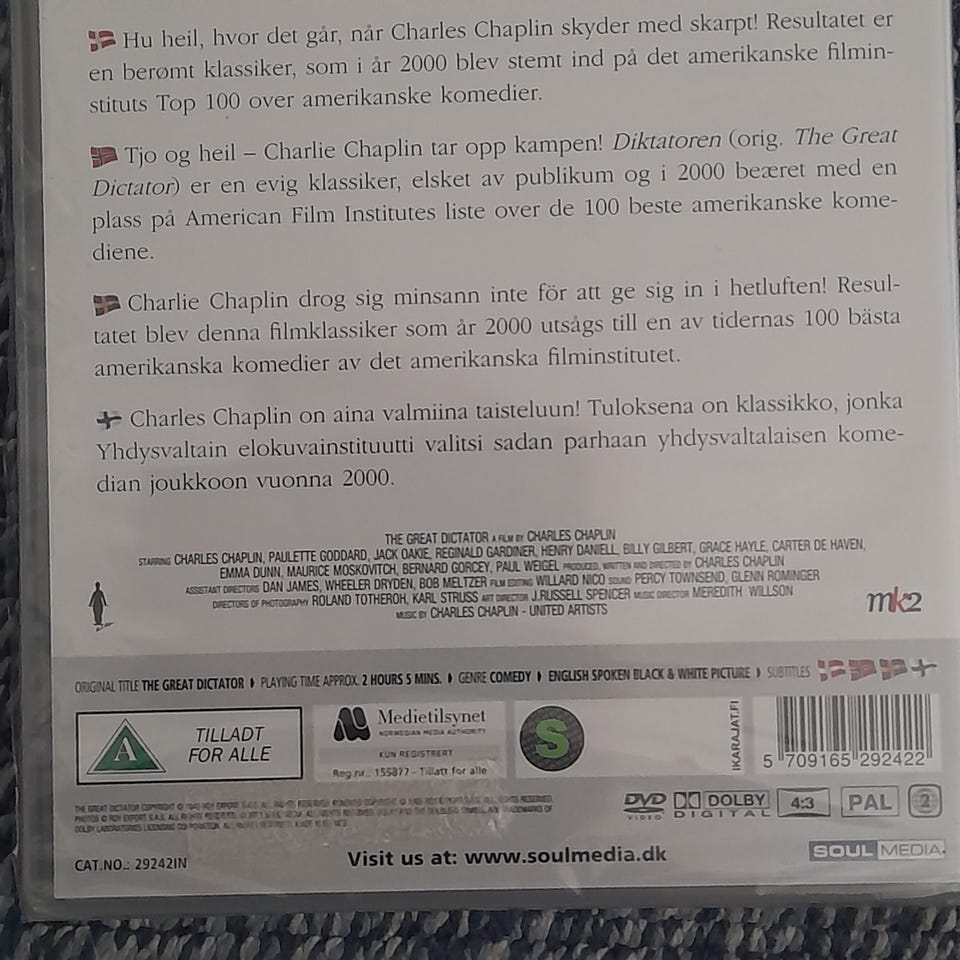 Hu heil, hvor det går, når Charles Chaplin skyder med skarpt! Resultatet er
en berømt klassiker, som i år 2000 blev stemt ind på det amerikanske filmin-
stituts Top 100 over amerikanske komedier.
Tjo og heil – Charlie Chaplin tar opp kampen! Diktatoren (orig. The Great
Dictator) er en evig klassiker, elsket av publikum og i 2000 beæret med en
plass på American Film Institutes liste over de 100 beste amerikanske kome-
diene.
Charlie Chaplin drog sig minsann inte för att ge sig in i hetluften! Resul-
tatet blev denna filmklassiker som år 2000 utsågs till en av tidernas 100 bästa
amerikanska komedier av det amerikanska filminstitutet.
Charles Chaplin on aina valmiina taisteluun! Tuloksena on klassikko, jonka
Yhdysvaltain elokuvainstituutti valitsi sadan parhaan yhdysvaltalaisen kome-
dian joukkoon vuonna 2000.
THE GREAT DICTATOR A FILM BY CHARLES CHAPLIN
STARRING CHARLES CHAPLIN, PAULETTE GODDARD, JACK OAKIE, REGINALD GARDINER, HENRY DANIELL, BILLY GILBERT, GRACE HAYLE, CARTER DE HAVEN,
EMMA DUNN, MAURICE MOSKOVITCH, BERNARD GORCEY, PAUL WEIGEL PRODUCED, WRITTEN AND DIRECTED BY CHARLES CHAPLIN
ASSISTANT DIRECTORS DAN JAMES, WHEELER DRYDEN, BOB MELTZER FILM EDITING WILLARD NICO SOUND PERCY TOWNSEND, GLENN ROMINGER
DIRECTORS OF PHOTOGRAPHY ROLAND TOTHEROH, KARL STRUSS ART DIRECTOR J.RUSSELL SPENCER MUSIC DIRECTOR MEREDITH WILLSON
MUSIC BY CHARLES CHAPLIN - UNITED ARTISTS
mk2
ORIGINAL TITLE THE GREAT DICTATOR PLAYING TIME APPROX. 2 HOURS 5 MINS. GENRE COMEDY ENGLISH SPOKEN BLACK & WHITE PICTURE SUBTITLES
A
TILLADT
FOR ALLE
Medietilsynet
NORWEGIAN MEDIA AUTHORITY
KUN REGISTRERT
Reg.nr.: 155877 - Tillatt for alle
S
IKARAJAT.FI
5 709165 292422
THE GREAT DICTATOR COPYRIGHT ©
PHOTOS © ROY EXPORT S.A.S. ALL
DOLBY LABORATORIES LICENSING CORPORATION.
DVD VIDEO
DOLBY DIGITAL
4:3
PAL
2
CAT.NO.: 29242IN
Visit us at: www.soulmedia.dk
SOUL MEDIA.